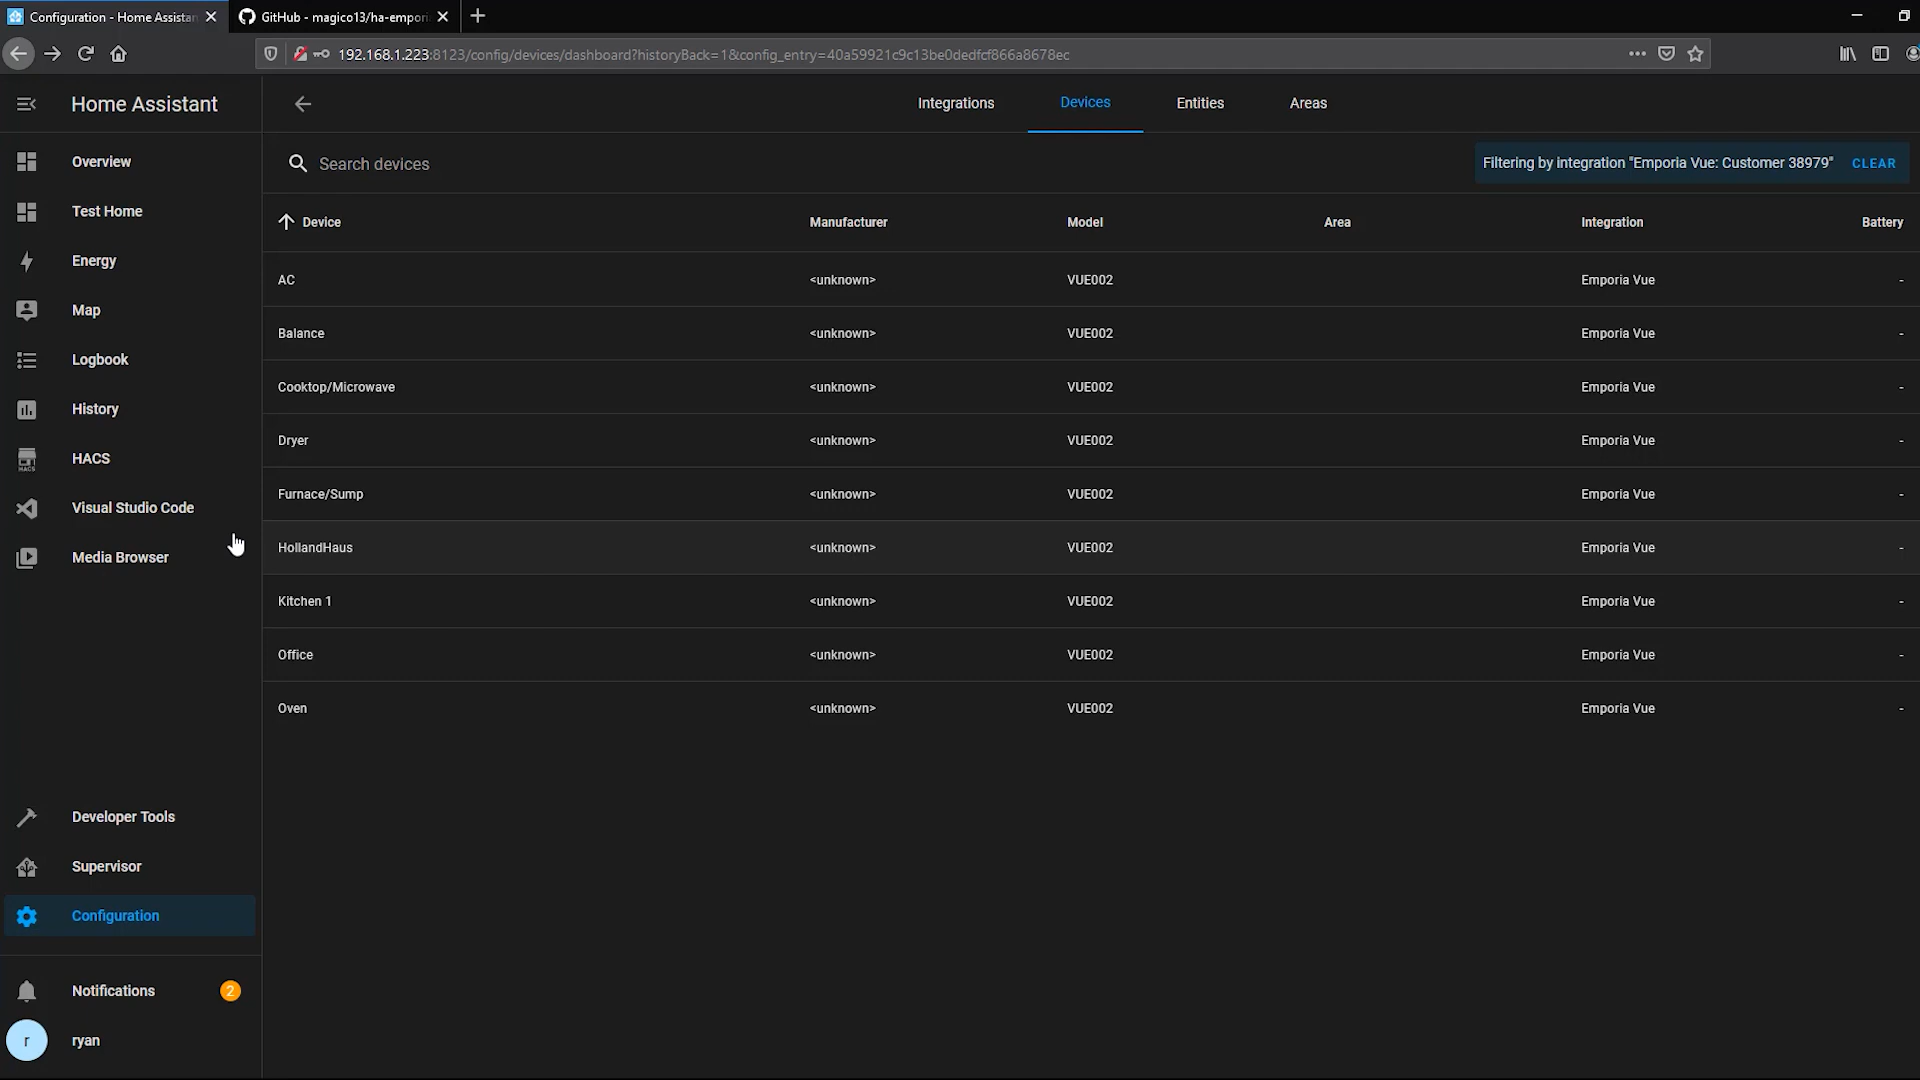 Configuration - Home Assistan
GitHub - magico13/ha-empori
192.168.1.223:8123/config/devices/dashboard?historyBack=1&config_entry=40a59921c9c13be0dedfcf866a8678ec
Home Assistant
Integrations
Devices
Entities
Areas
Overview
Test Home
Energy
Map
Logbook
History
HACS
HACS
Visual Studio Code
Media Browser
Developer Tools
Supervisor
Configuration
Notifications 2
r ryan
Search devices
Filtering by integration "Emporia Vue: Customer 38979" CLEAR
Device Manufacturer Model Area Integration Battery
AC <unknown> VUE002 Emporia Vue -
Balance <unknown> VUE002 Emporia Vue -
Cooktop/Microwave <unknown> VUE002 Emporia Vue -
Dryer <unknown> VUE002 Emporia Vue -
Furnace/Sump <unknown> VUE002 Emporia Vue -
HollandHaus <unknown> VUE002 Emporia Vue -
Kitchen 1 <unknown> VUE002 Emporia Vue -
Office <unknown> VUE002 Emporia Vue -
Oven <unknown> VUE002 Emporia Vue -